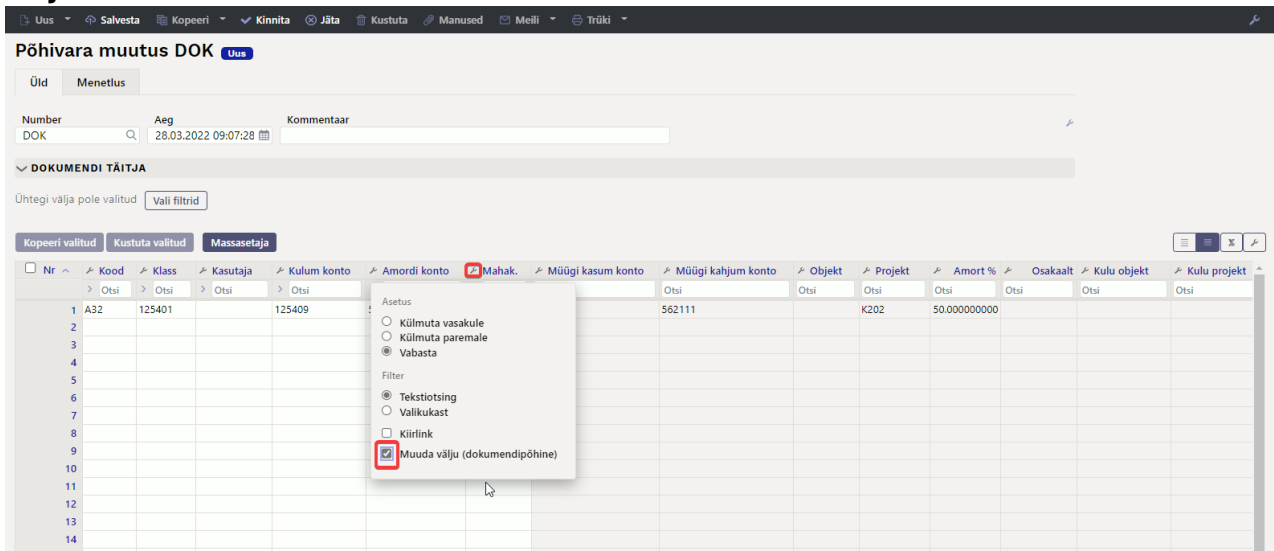 Uus Salvesta Kopeeri Kinnita Jäta Kustuta Manused Meili Trüki
Põhivara muutus DOK Uus
Üld Menetlus
Number Aeg Kommentaar
DOK 28.03.2022 09:07:28
DOKUMENDI TÄITJA
Ühtegi välja pole valitud Vali filtrid
Kopeeri valitud Kustuta valitud Massasetaja
Nr Kood Klass Kasutaja Kulum konto Amordi konto Mahak. Müügi kasum konto Müügi kahjum konto Objekt Projekt Amort % Osakaalt Kulu objekt Kulu projekt
> Otsi > Otsi > Otsi > Otsi Otsi Otsi Otsi Otsi Otsi Otsi Otsi
1 A32 125401 125409 562111 K202 50.000000000
2
3
4
5
6
7
8
9
10
11
12
13
14
Asetus
Külmuta vasakule
Külmuta paremale
Vabasta
Filter
Tekstiotsing
Valikukast
Kiirlink
Muuda välju (dokumendipõhine)